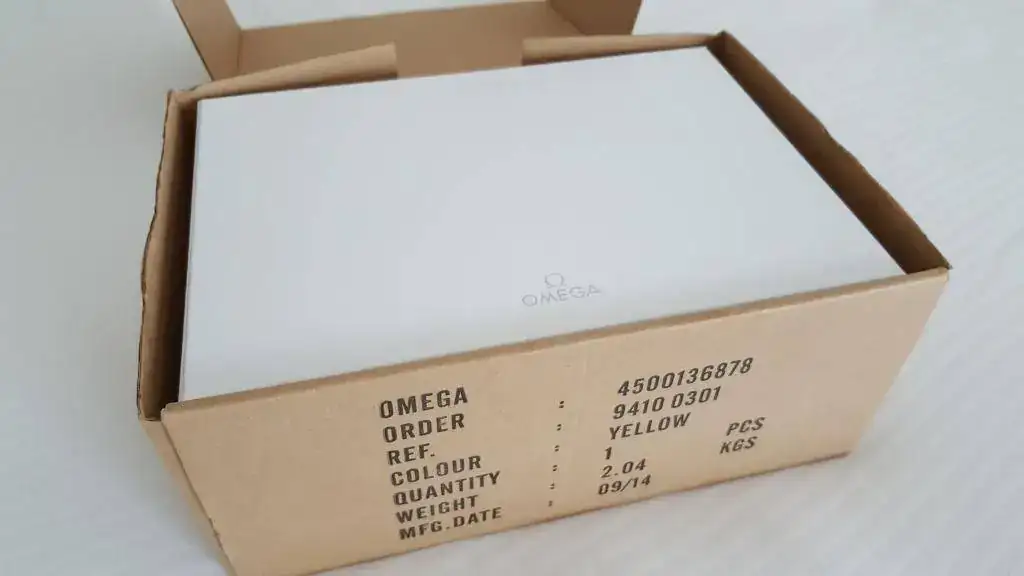 Ω
OMEGA
OMEGA
ORDER : 4500136878
REF. : 9410 0301
COLOUR : YELLOW
QUANTITY : 1 PCS
WEIGHT : 2.04 KGS
MFG.DATE : 09/14